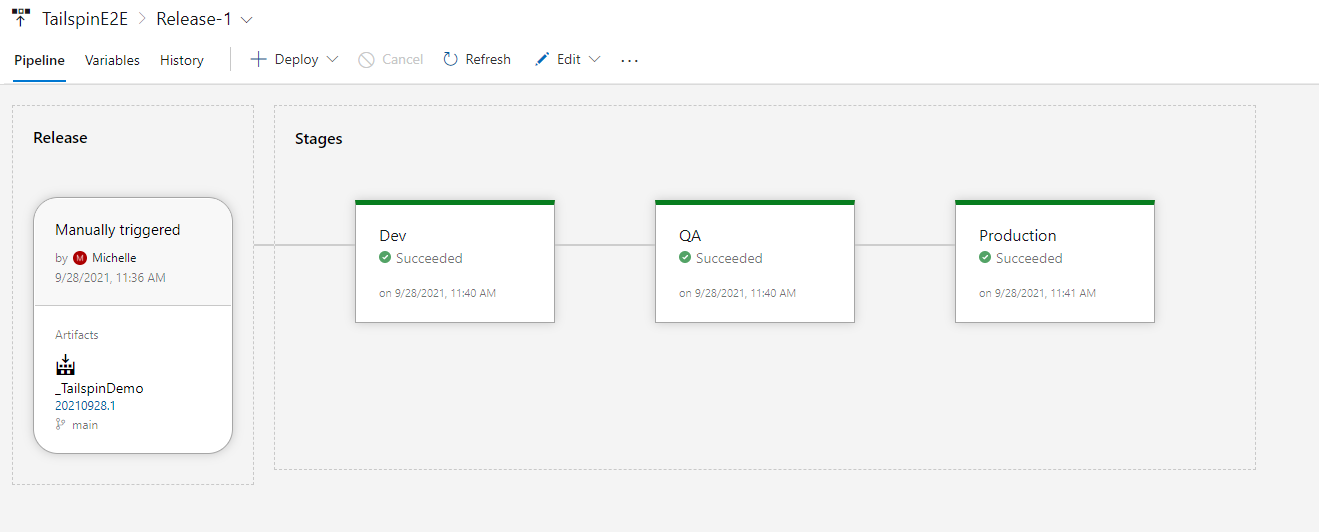 TailspinE2E > Release-1
Pipeline Variables History Deploy Cancel Refresh Edit ...
Release
Manually triggered
by M Michelle
9/28/2021, 11:36 AM
Artifacts
_TailspinDemo
20210928.1
main
Stages
Dev
Succeeded
on 9/28/2021, 11:40 AM
QA
Succeeded
on 9/28/2021, 11:40 AM
Production
Succeeded
on 9/28/2021, 11:41 AM